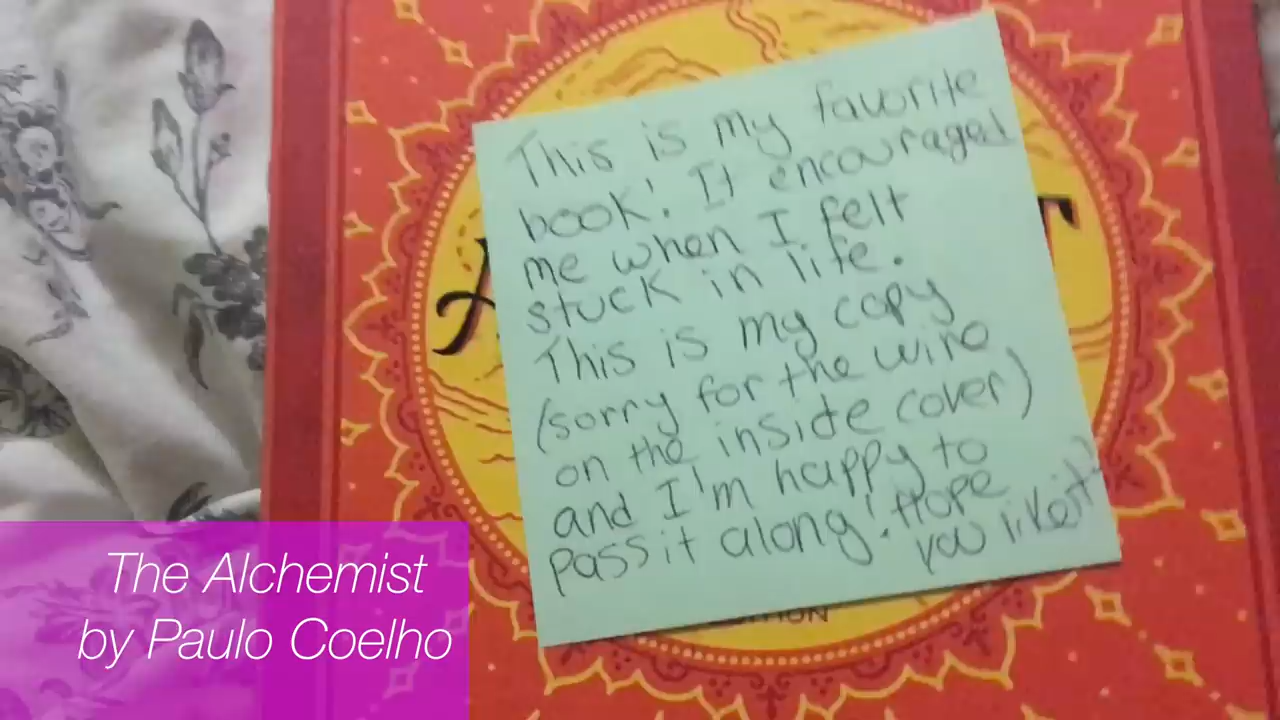 This is my favorite
book! It encouraged
me when I felt
stuck in life.
This is my copy
(sorry for the wine
on the inside cover)
and I'm happy to
pass it along! Hope
you like it!
The Alchemist
by Paulo Coelho